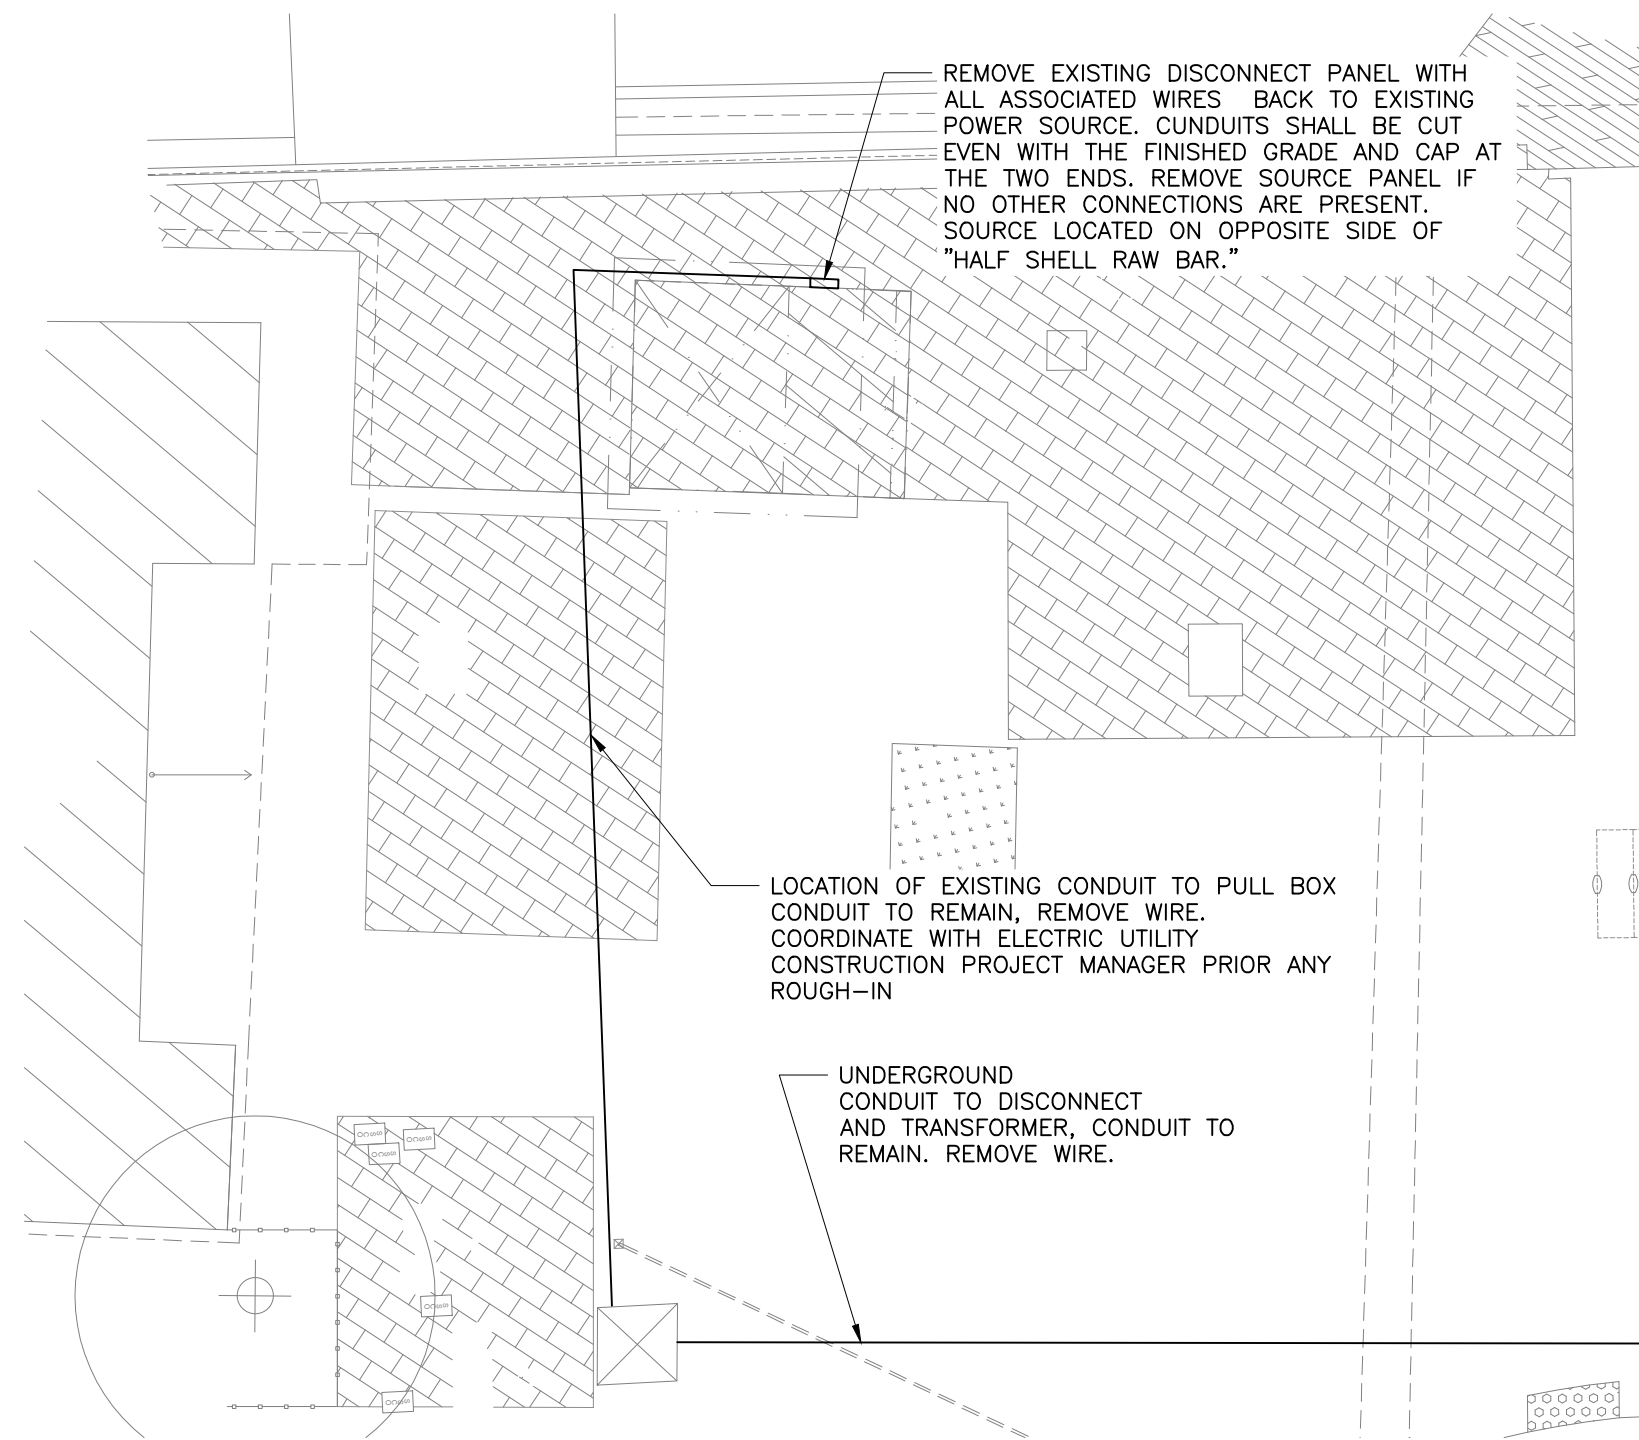 REMOVE EXISTING DISCONNECT PANEL WITH
ALL ASSOCIATED WIRES BACK TO EXISTING
POWER SOURCE. CUNDUITS SHALL BE CUT
EVEN WITH THE FINISHED GRADE AND CAP AT
THE TWO ENDS. REMOVE SOURCE PANEL IF
NO OTHER CONNECTIONS ARE PRESENT.
SOURCE LOCATED ON OPPOSITE SIDE OF
"HALF SHELL RAW BAR."
LOCATION OF EXISTING CONDUIT TO PULL BOX
CONDUIT TO REMAIN, REMOVE WIRE.
COORDINATE WITH ELECTRIC UTILITY
CONSTRUCTION PROJECT MANAGER PRIOR ANY
ROUGH-IN
UNDERGROUND
CONDUIT TO DISCONNECT
AND TRANSFORMER, CONDUIT TO
REMAIN. REMOVE WIRE.